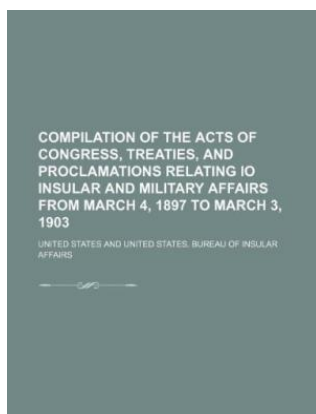 COMPILATION OF THE ACTS OF
CONGRESS, TREATIES, AND
PROCLAMATIONS RELATING IO
INSULAR AND MILITARY AFFAIRS
FROM MARCH 4, 1897 TO MARCH 3,
1903
UNITED STATES AND UNITED STATES. BUREAU OF INSULAR
AFFAIRS